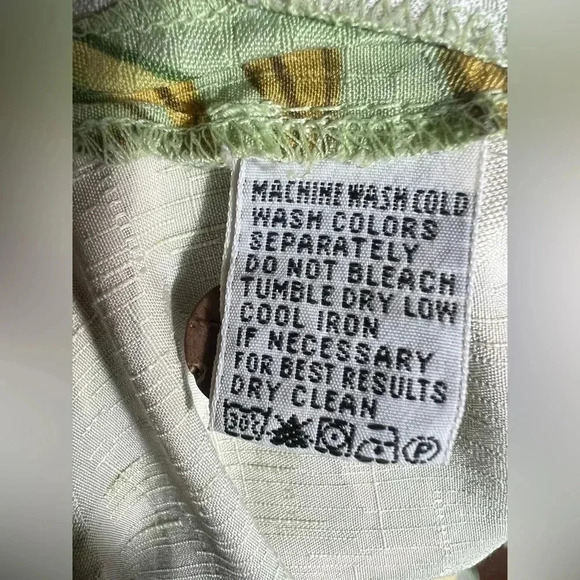 MACHINE WASH COLD
WASH COLORS
SEPARATELY
DO NOT BLEACH
TUMBLE DRY LOW
COOL IRON
IF NECESSARY
FOR BEST RESULTS
DRY CLEAN
P